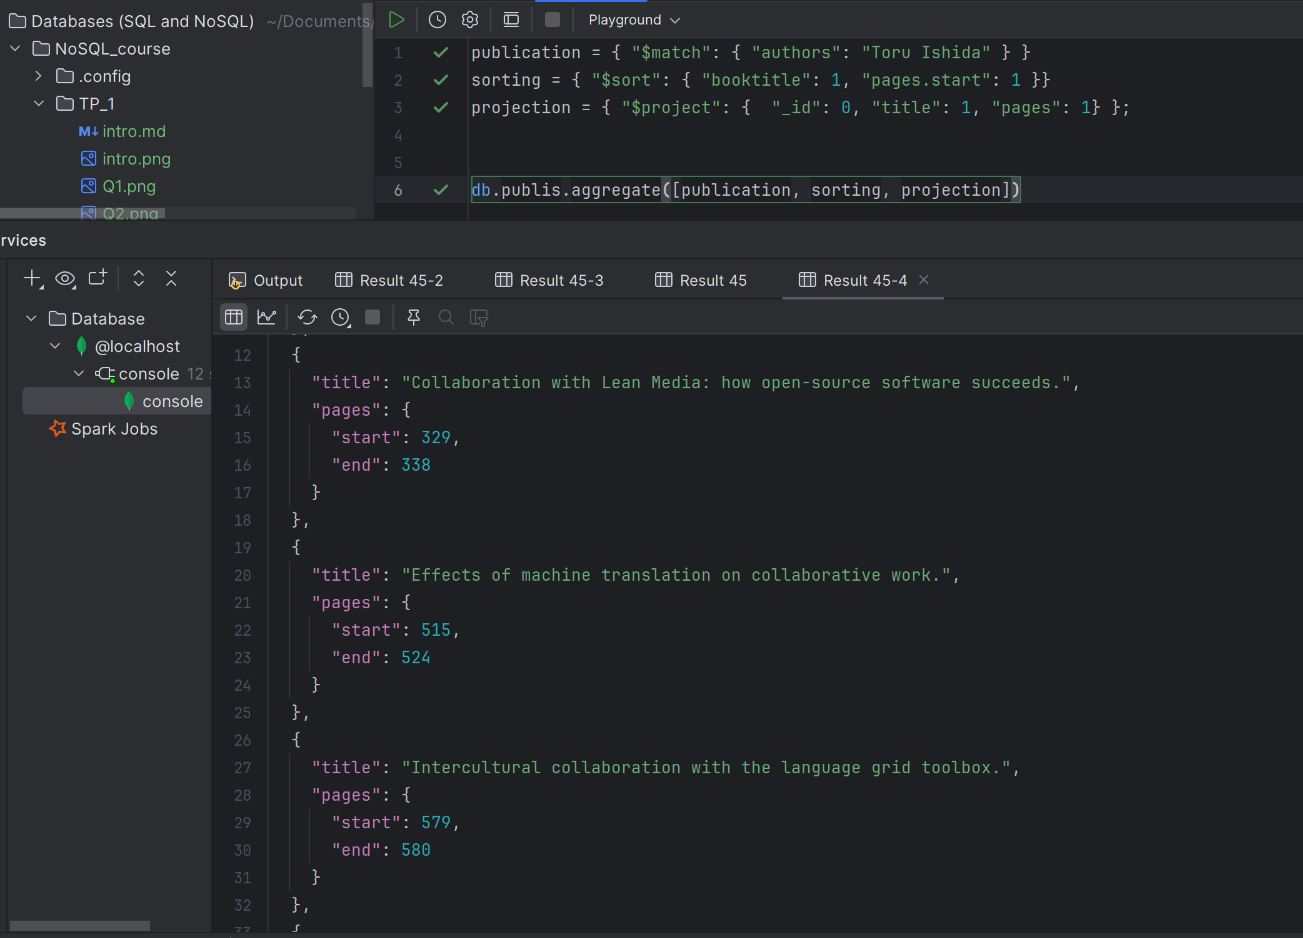 Databases (SQL and NoSQL) ~/Documents/
NoSQL_course
.config
TP_1
M↓ intro.md
intro.png
Q1.png
Q2.png
Playground
1 publication = { "$match": { "authors": "Toru Ishida" } }
2 sorting = { "$sort": { "booktitle": 1, "pages.start": 1 }}
3 projection = { "$project": {  "_id": 0, "title": 1, "pages": 1} };
4
5
6 db.publis.aggregate([publication, sorting, projection])
rvices
Database
@localhost
console 12 s
console
Spark Jobs
Output Result 45-2 Result 45-3 Result 45 Result 45-4
12 {
13 "title": "Collaboration with Lean Media: how open-source software succeeds.",
14 "pages": {
15 "start": 329,
16 "end": 338
17 }
18 },
19 {
20 "title": "Effects of machine translation on collaborative work.",
21 "pages": {
22 "start": 515,
23 "end": 524
24 }
25 },
26 {
27 "title": "Intercultural collaboration with the language grid toolbox.",
28 "pages": {
29 "start": 579,
30 "end": 580
31 }
32 },
33 {